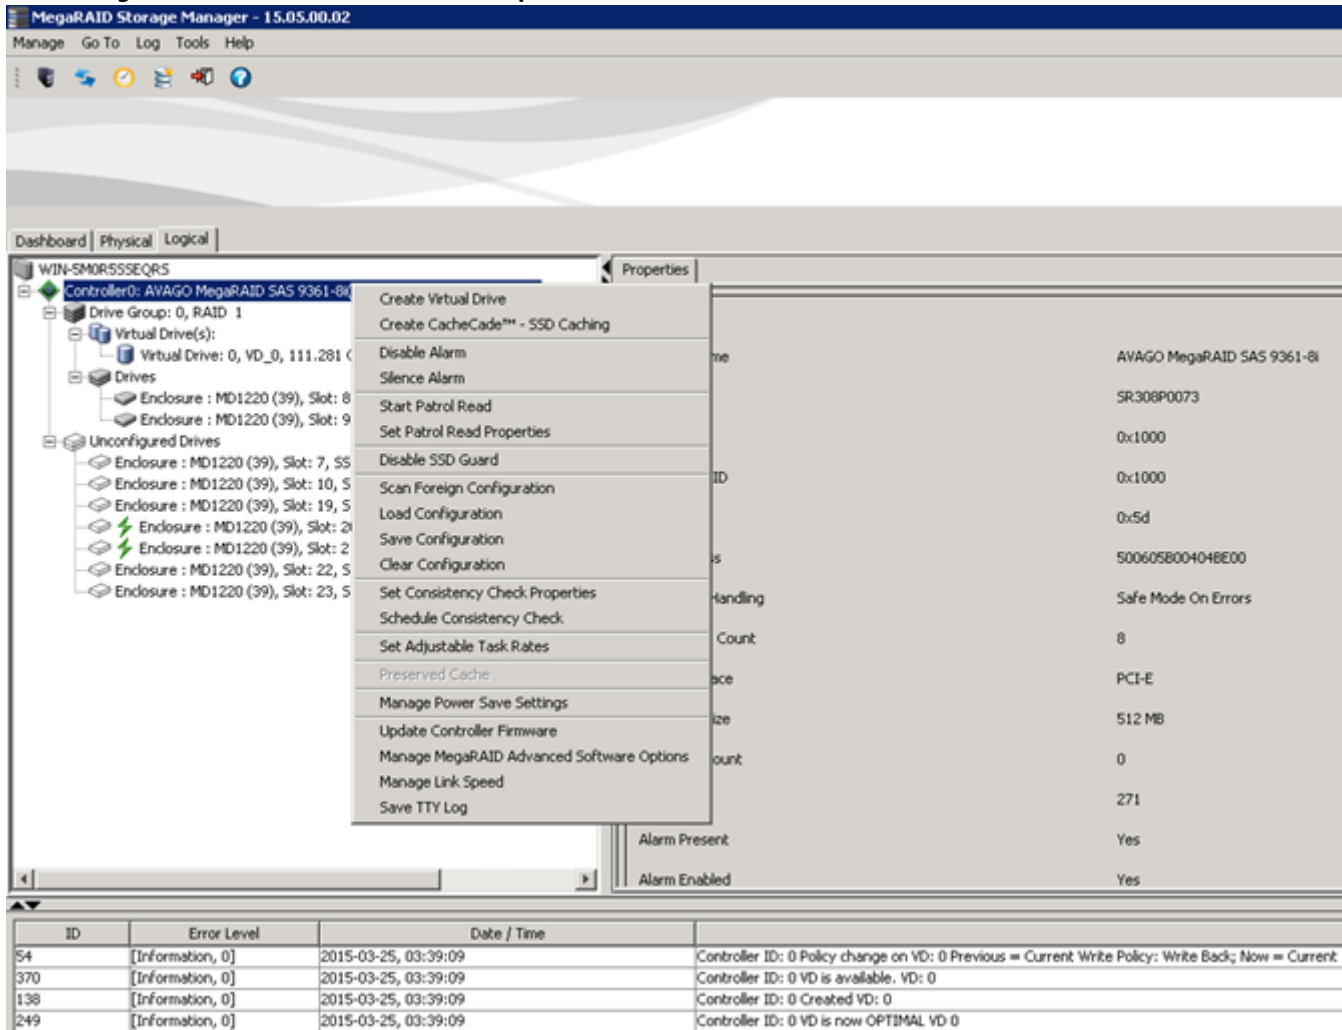 MegaRAID Storage Manager - 15.05.00.02
Manage Go To Log Tools Help
Dashboard Physical Logical
WIN-5M0R5SSEQR5
Controller0: AVAGO MegaRAID SAS 9361-8i(
Drive Group: 0, RAID 1
Virtual Drive(s):
Virtual Drive: 0, VD_0, 111.281 G
Drives
Enclosure : MD1220 (39), Slot: 8
Enclosure : MD1220 (39), Slot: 9
Unconfigured Drives
Enclosure : MD1220 (39), Slot: 7, SS
Enclosure : MD1220 (39), Slot: 10, S
Enclosure : MD1220 (39), Slot: 19, S
Enclosure : MD1220 (39), Slot: 2
Enclosure : MD1220 (39), Slot: 2
Enclosure : MD1220 (39), Slot: 22, S
Enclosure : MD1220 (39), Slot: 23, S
Create Virtual Drive
Create CacheCade™ - SSD Caching
Disable Alarm
Silence Alarm
Start Patrol Read
Set Patrol Read Properties
Disable SSD Guard
Scan Foreign Configuration
Load Configuration
Save Configuration
Clear Configuration
Set Consistency Check Properties
Schedule Consistency Check
Set Adjustable Task Rates
Preserved Cache
Manage Power Save Settings
Update Controller Firmware
Manage MegaRAID Advanced Software Options
Manage Link Speed
Save TTY Log
Properties
me AVAGO MegaRAID SAS 9361-8i
SR308P0073
0x1000
ID 0x1000
0x5d
s 500605B00404BE00
Handling Safe Mode On Errors
Count 8
ace PCI-E
ize 512 MB
ount 0
271
Alarm Present Yes
Alarm Enabled Yes
ID Error Level Date / Time
54 [Information, 0] 2015-03-25, 03:39:09 Controller ID: 0 Policy change on VD: 0 Previous = Current Write Policy: Write Back; Now = Current
370 [Information, 0] 2015-03-25, 03:39:09 Controller ID: 0 VD is available. VD: 0
138 [Information, 0] 2015-03-25, 03:39:09 Controller ID: 0 Created VD: 0
249 [Information, 0] 2015-03-25, 03:39:09 Controller ID: 0 VD is now OPTIMAL VD 0